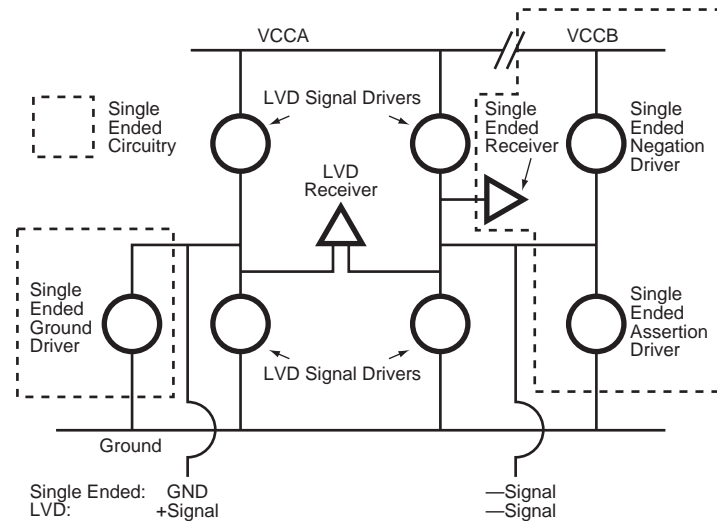 VCCA
VCCB
Single
Ended
Circuitry
LVD Signal Drivers
Single
Ended
Receiver
Single
Ended
Negation
Driver
LVD
Receiver
Single
Ended
Ground
Driver
Single
Ended
Assertion
Driver
LVD Signal Drivers
Ground
Single Ended: GND —Signal
LVD: +Signal —Signal